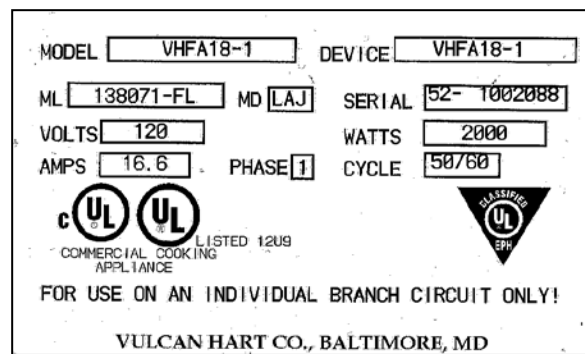 MODEL VHFA18-1 DEVICE VHFA18-1
ML 138071-FL MD LAJ SERIAL 52- 1002088
VOLTS 120 WATTS 2000
AMPS 16.6 PHASE 1 CYCLE 50/60
C UL UL LISTED 12U9 CLASSIFIED UL EPH
COMMERCIAL COOKING
APPLIANCE
FOR USE ON AN INDIVIDUAL BRANCH CIRCUIT ONLY!
VULCAN HART CO., BALTIMORE, MD